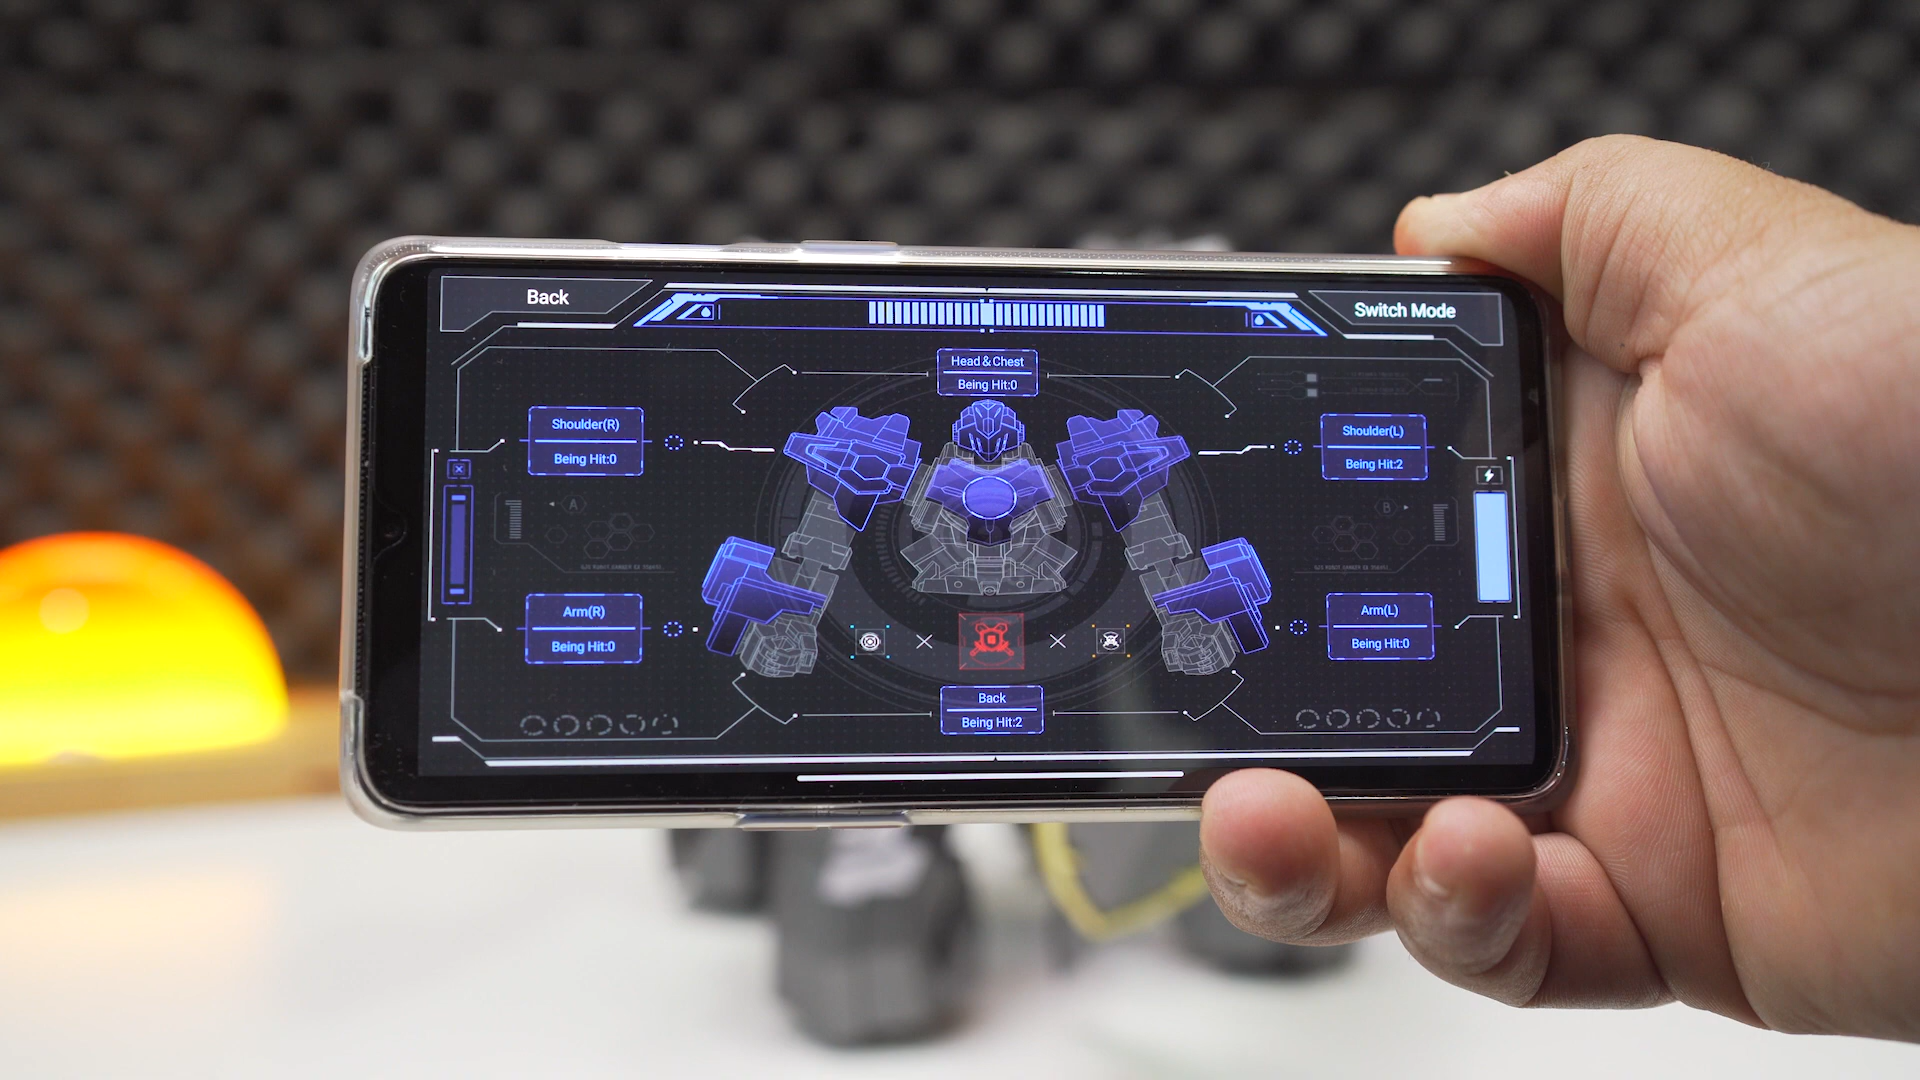 Back
Switch Mode
Head & Chest
Being Hit:0
Shoulder(R)
Being Hit:0
Shoulder(L)
Being Hit:2
A
B
Arm(R)
Being Hit:0
Arm(L)
Being Hit:0
Back
Being Hit:2